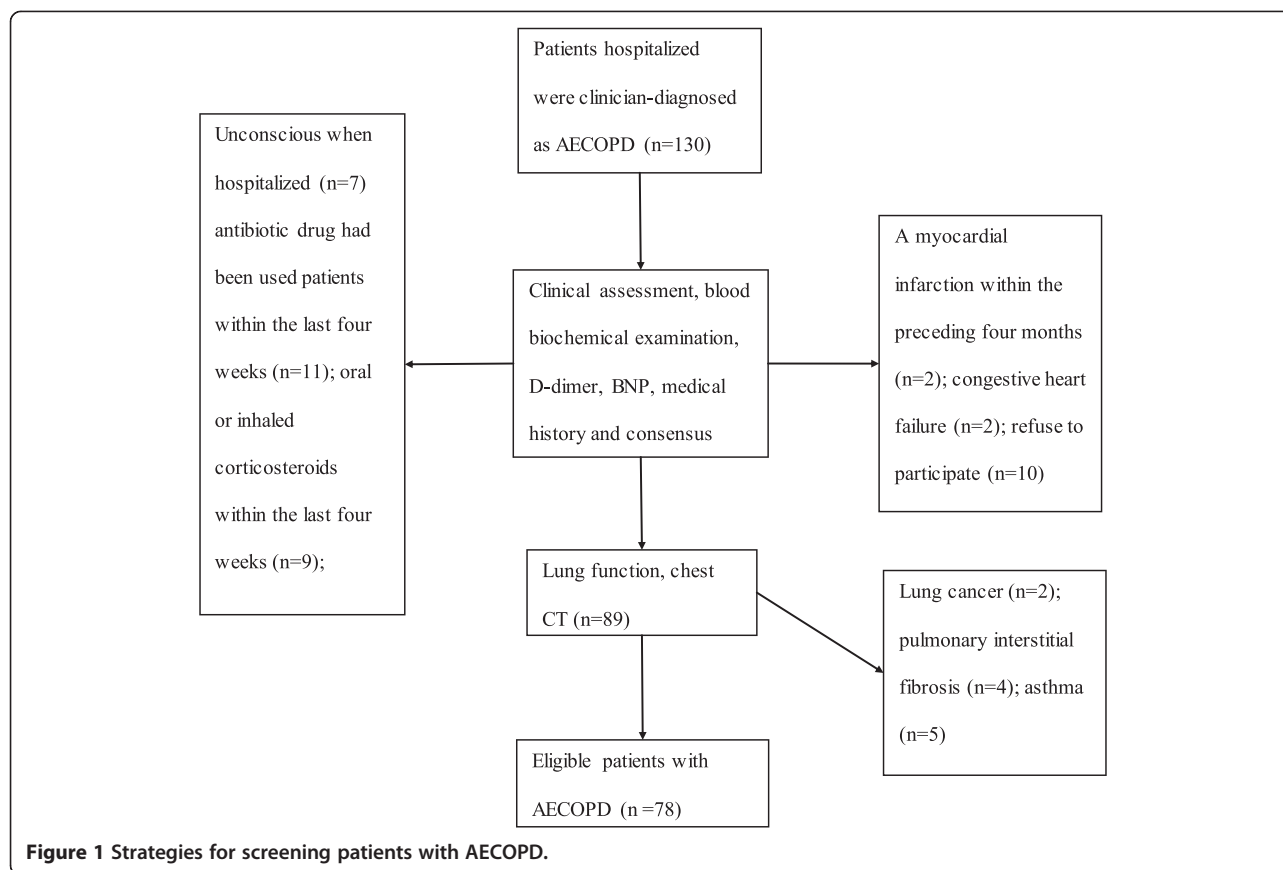 Patients hospitalized
were clinician-diagnosed
as AECOPD (n=130)
Unconscious when
hospitalized (n=7)
antibiotic drug had
been used patients
within the last four
weeks (n=11); oral
or inhaled
corticosteroids
within the last four
weeks (n=9);
Clinical assessment, blood
biochemical examination,
D-dimer, BNP, medical
history and consensus
A myocardial
infarction within the
preceding four months
(n=2); congestive heart
failure (n=2); refuse to
participate (n=10)
Lung function, chest
CT (n=89)
Lung cancer (n=2);
pulmonary interstitial
fibrosis (n=4); asthma
(n=5)
Eligible patients with
AECOPD (n =78)
Figure 1 Strategies for screening patients with AECOPD.